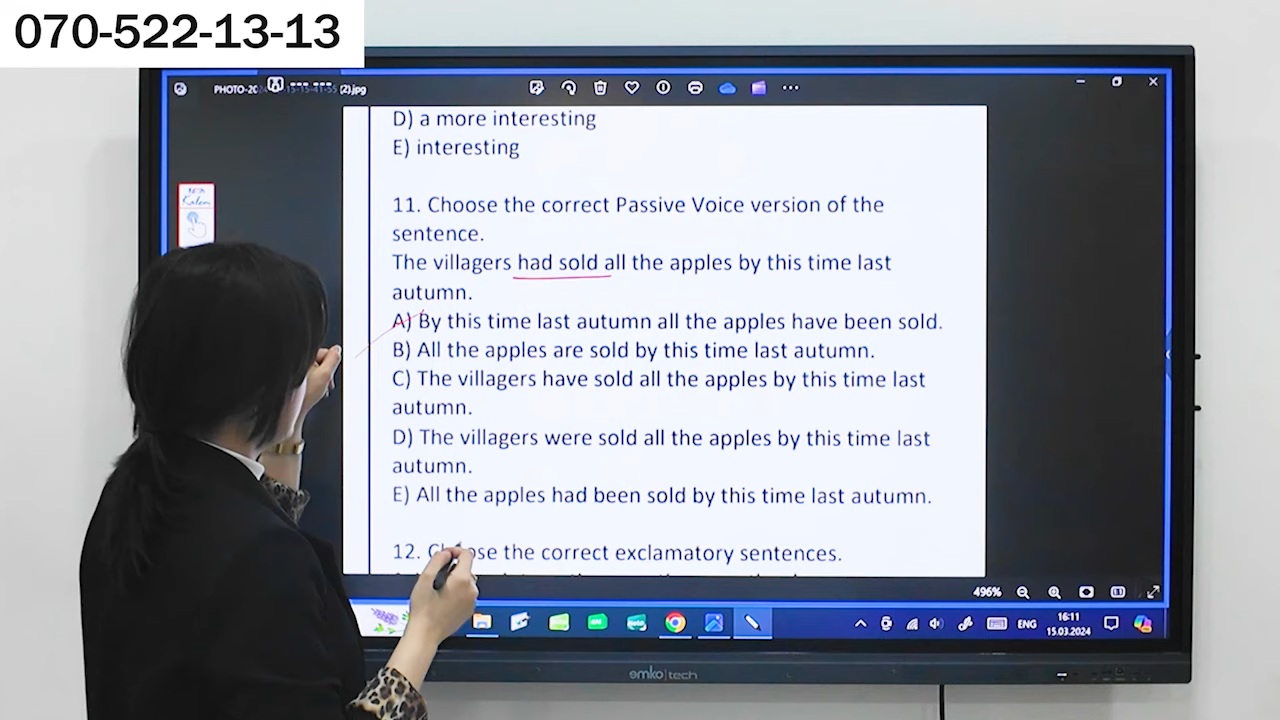 070-522-13-13
D) a more interesting
E) interesting
11. Choose the correct Passive Voice version of the
sentence.
The villagers had sold all the apples by this time last
autumn.
A) By this time last autumn all the apples have been sold.
B) All the apples are sold by this time last autumn.
C) The villagers have sold all the apples by this time last
autumn.
D) The villagers were sold all the apples by this time last
autumn.
E) All the apples had been sold by this time last autumn.
12. Choose the correct exclamatory sentences.
496%
ENG
16:11
15.03.2024
omko tech